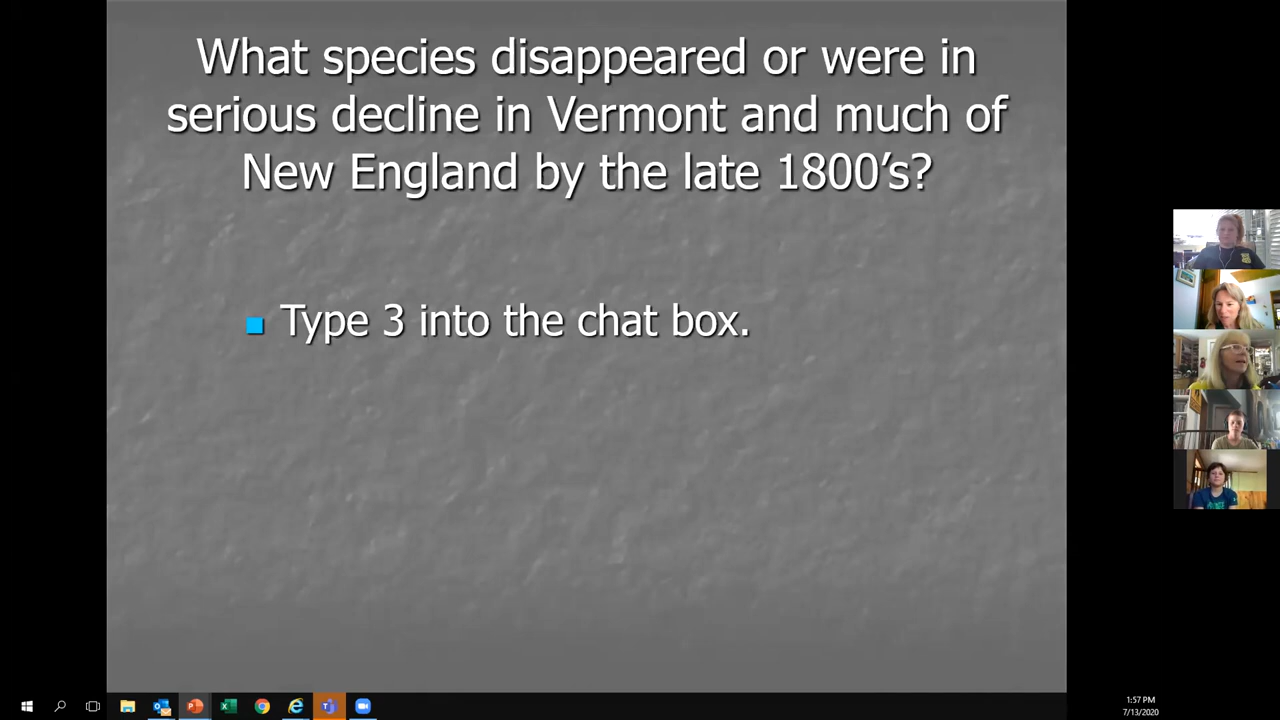 What species disappeared or were in
serious decline in Vermont and much of
New England by the late 1800’s?
Type 3 into the chat box.
1:57 PM
7/13/2020